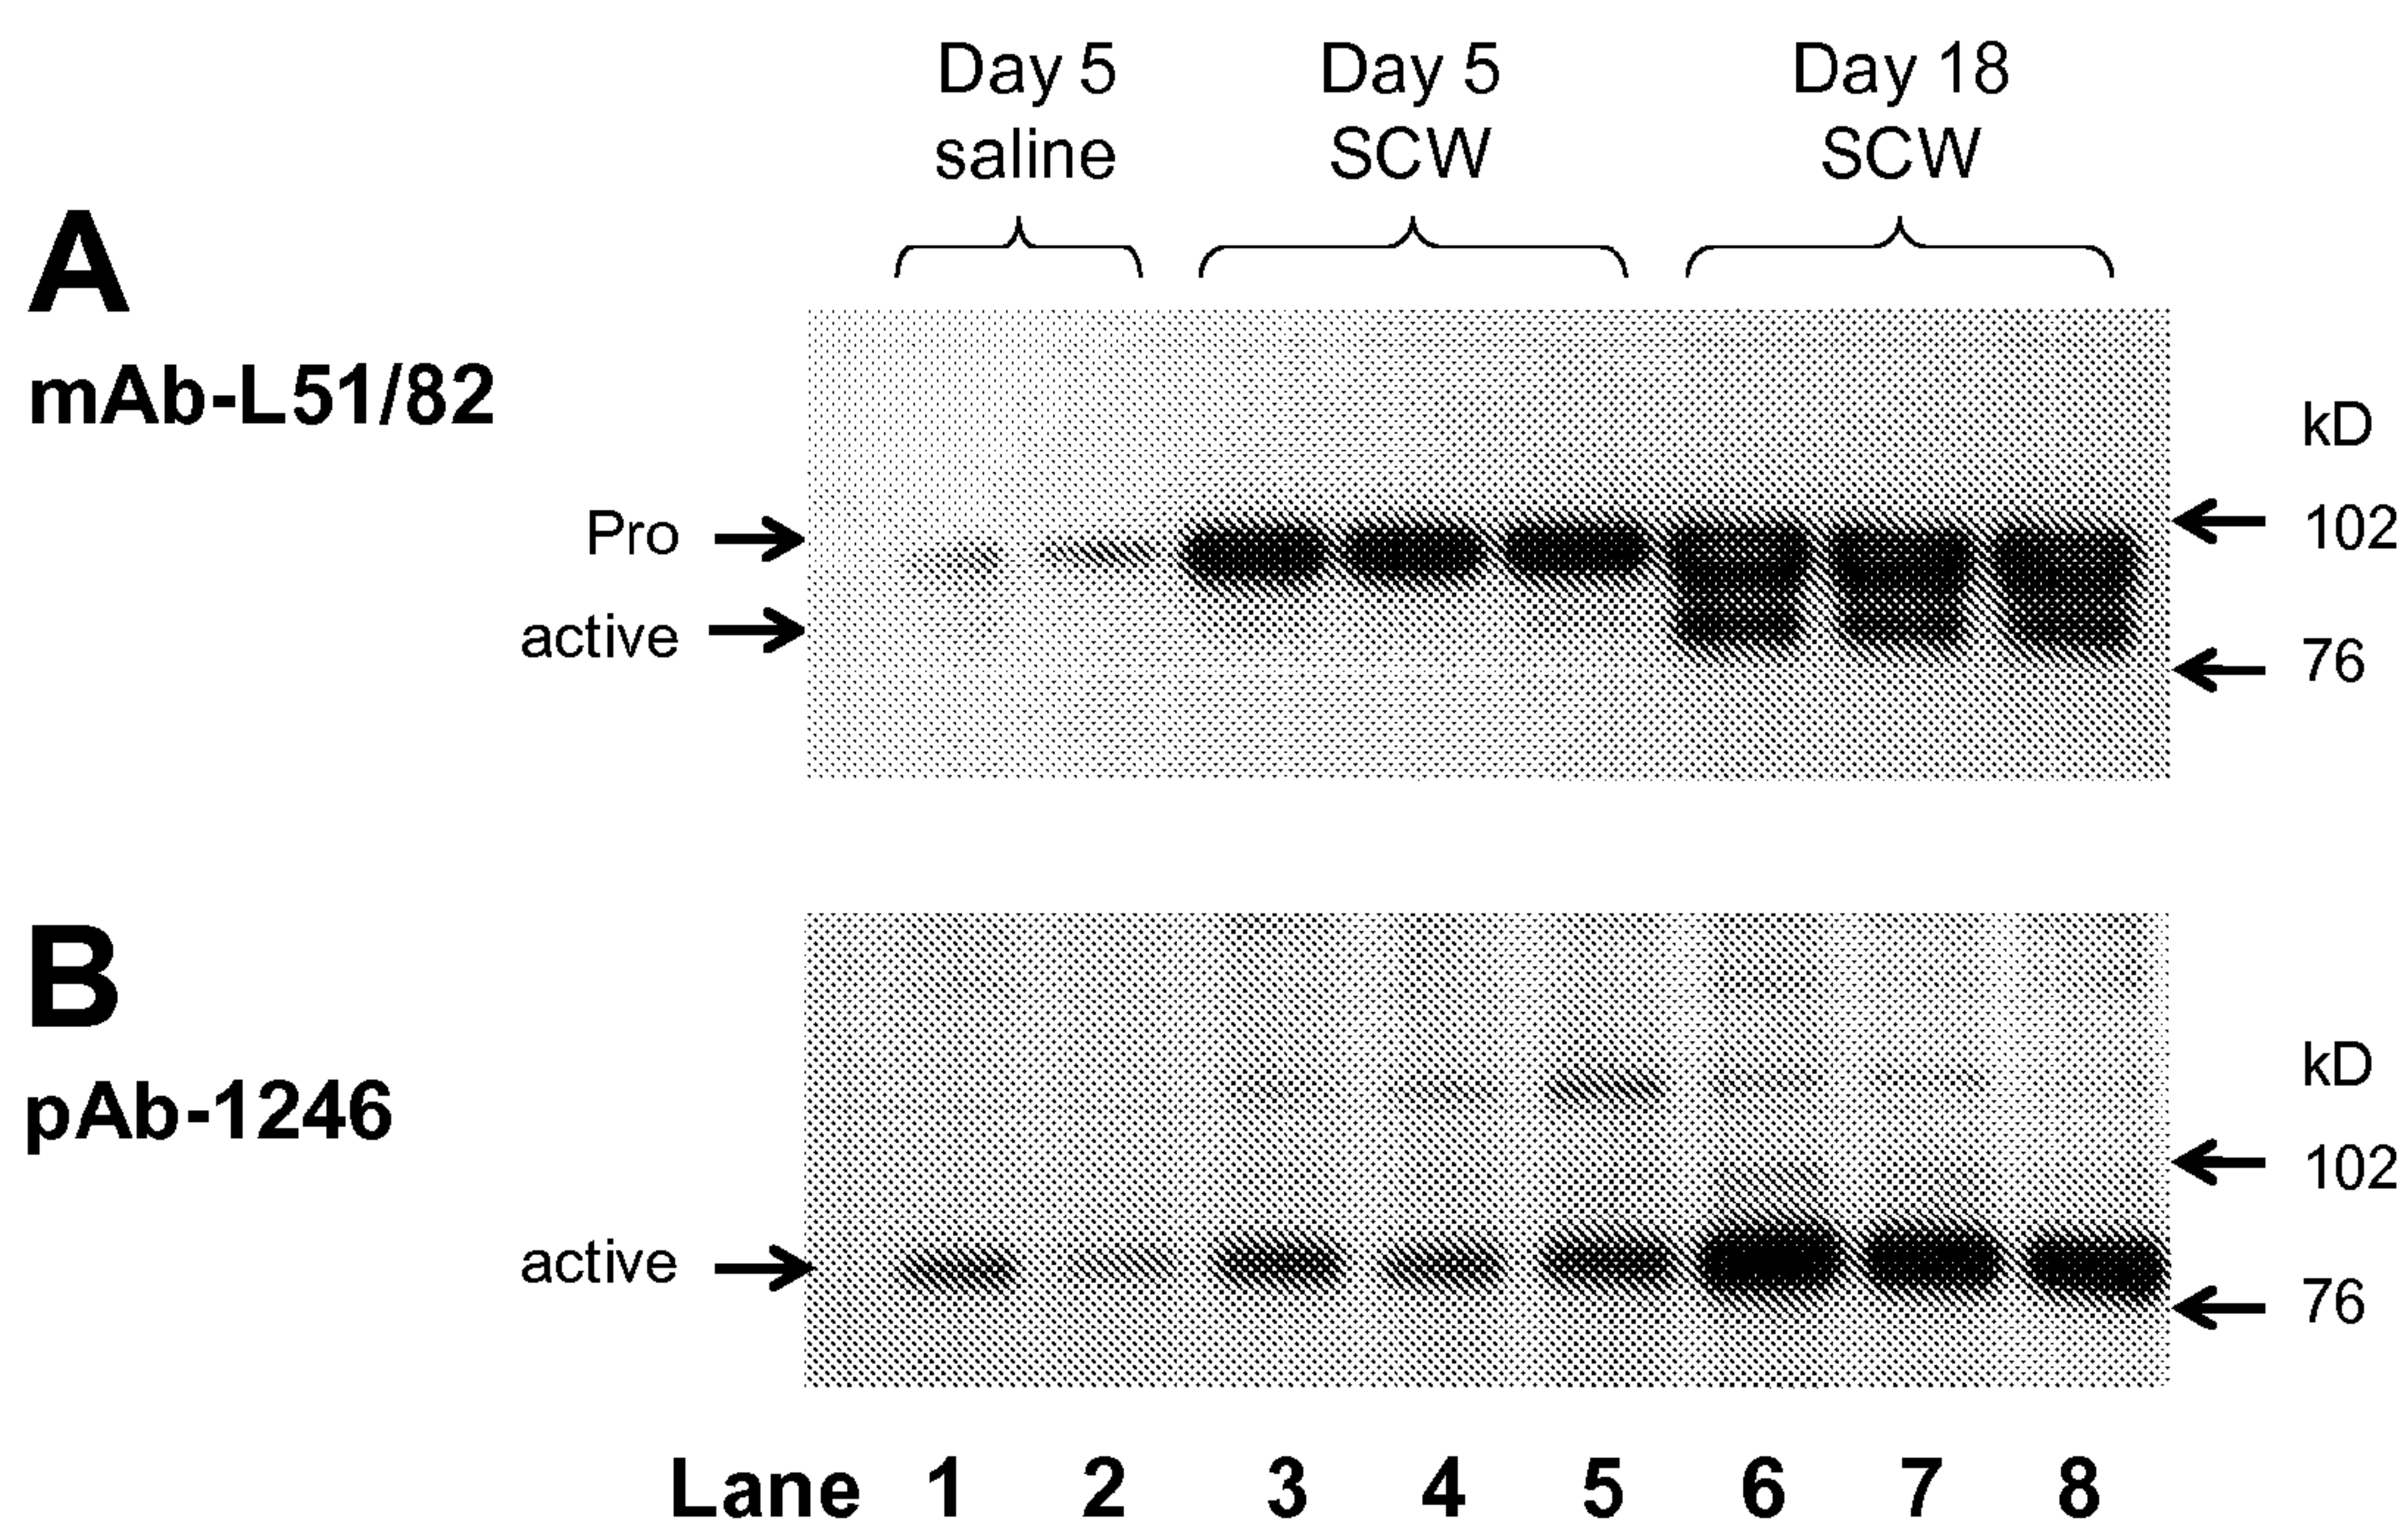 Day 5 saline
Day 5 SCW
Day 18 SCW
A
mAb-L51/82
kD
Pro
102
active
76
B
pAb-1246
kD
102
active
76
Lane 1 2 3 4 5 6 7 8